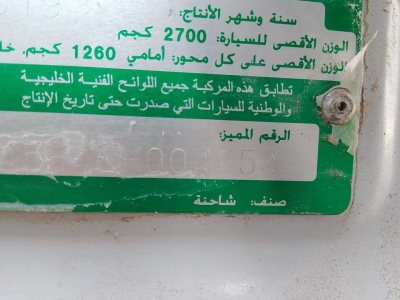 سنة وشهر الأنتاج:
الوزن الأقصى للسيارة: 2700 كجم
الوزن الأقصى على كل محور: أمامي 1260 كجم,
تطابق هذه المركبة جميع اللوائح الفنية الخليجية
والوطنية للسيارات التي صدرت حتى تاريخ الإنتاج
الرقم المميز:
صنف: شاحنة